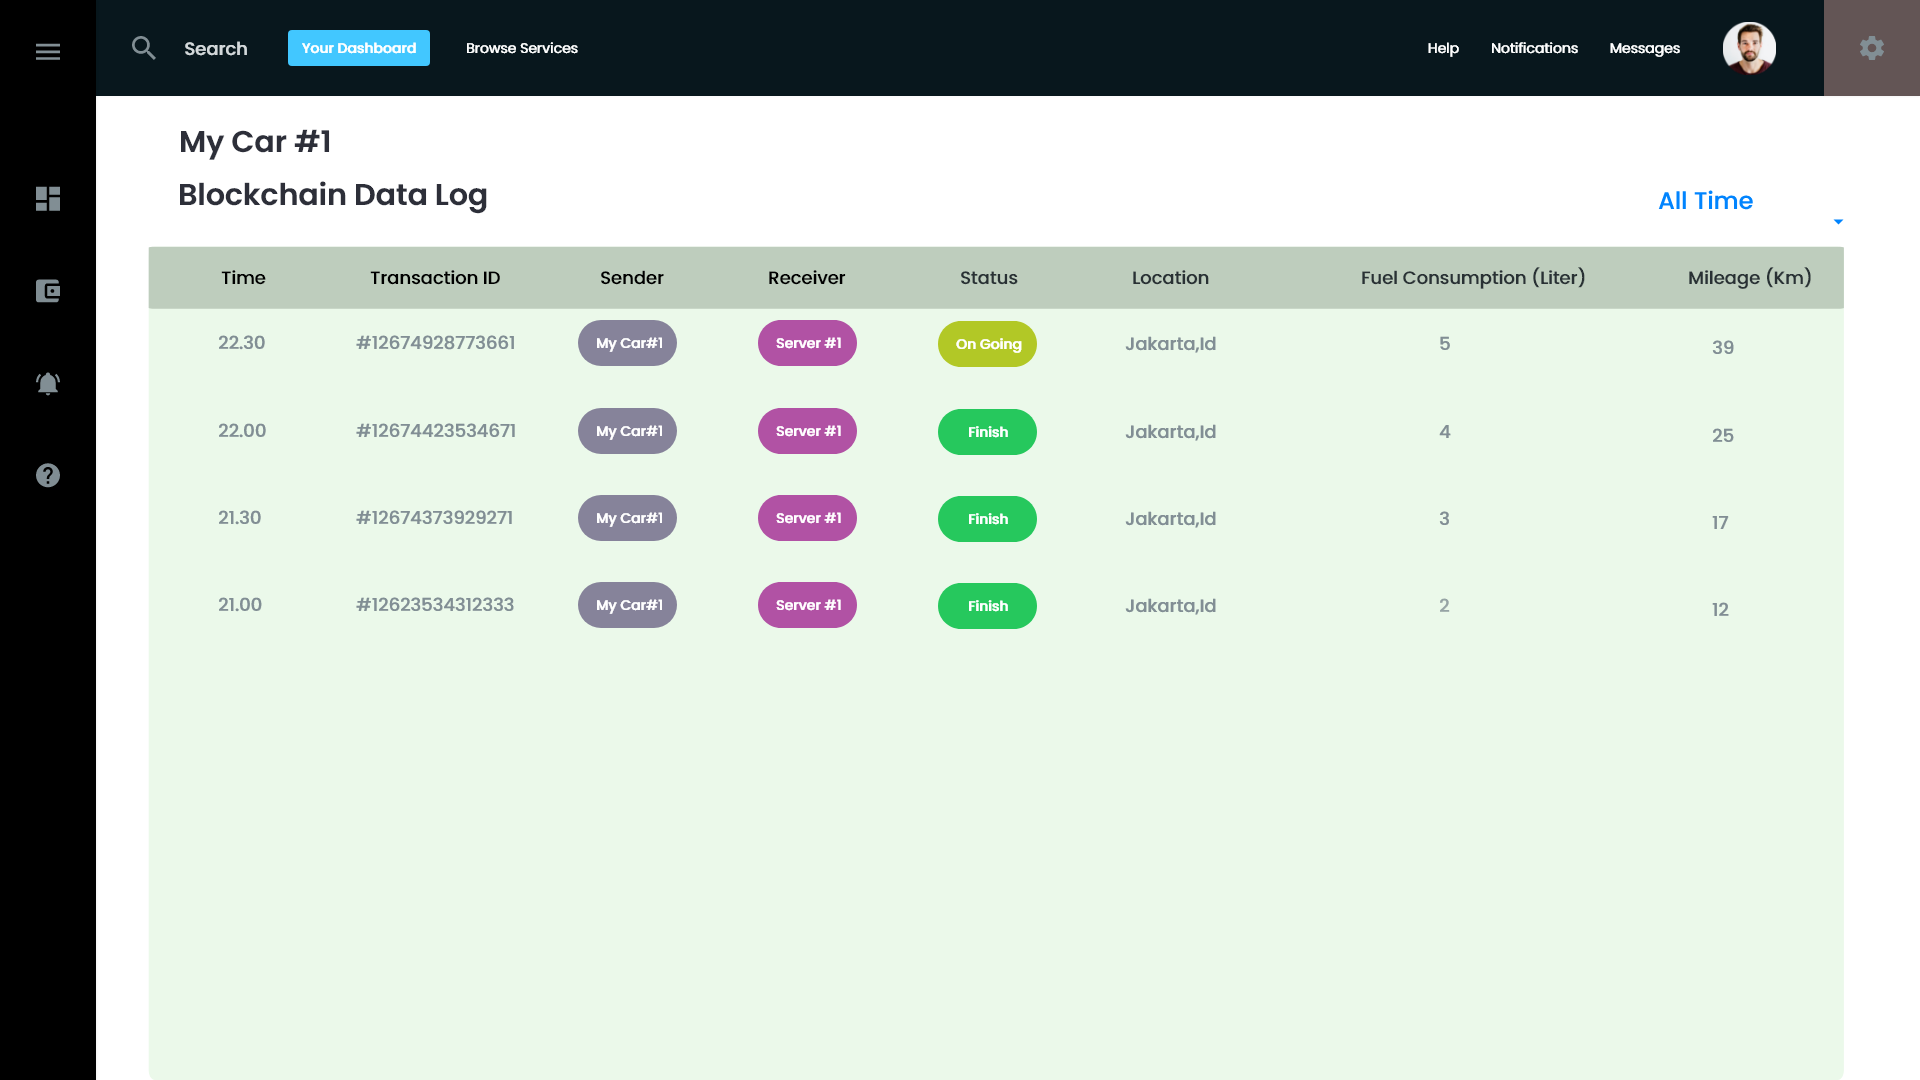 Search Your Dashboard Browse Services Help Notifications Messages
My Car #1
Blockchain Data Log
All Time
Time Transaction ID Sender Receiver Status Location Fuel Consumption (Liter) Mileage (Km)
22.30 #12674928773661 My Car#1 Server #1 On Going Jakarta,Id 5 39
22.00 #12674423534671 My Car#1 Server #1 Finish Jakarta,Id 4 25
21.30 #12674373929271 My Car#1 Server #1 Finish Jakarta,Id 3 17
21.00 #12623534312333 My Car#1 Server #1 Finish Jakarta,Id 2 12